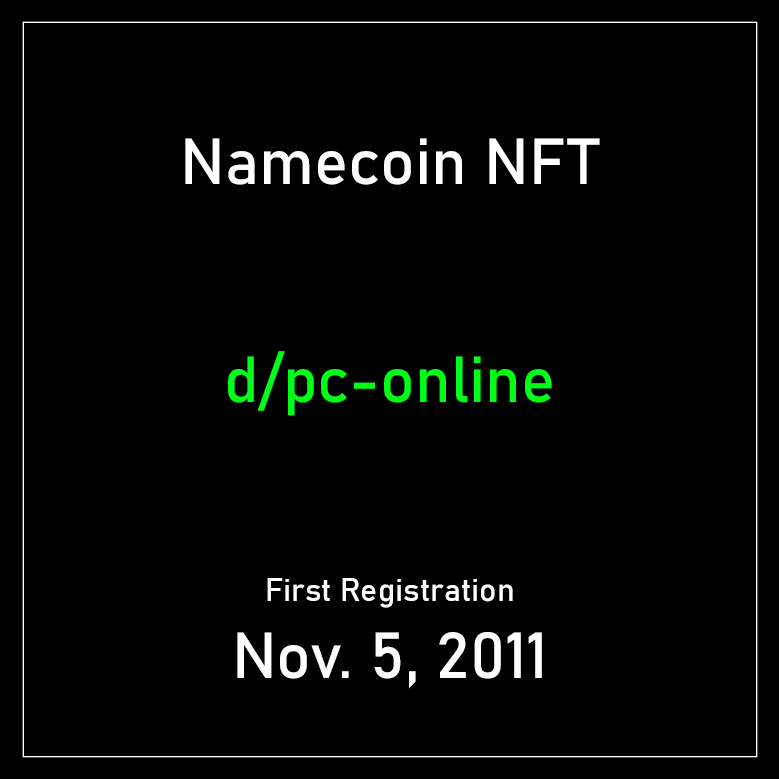 Namecoin NFT
d/pc-online
First Registration
Nov. 5, 2011